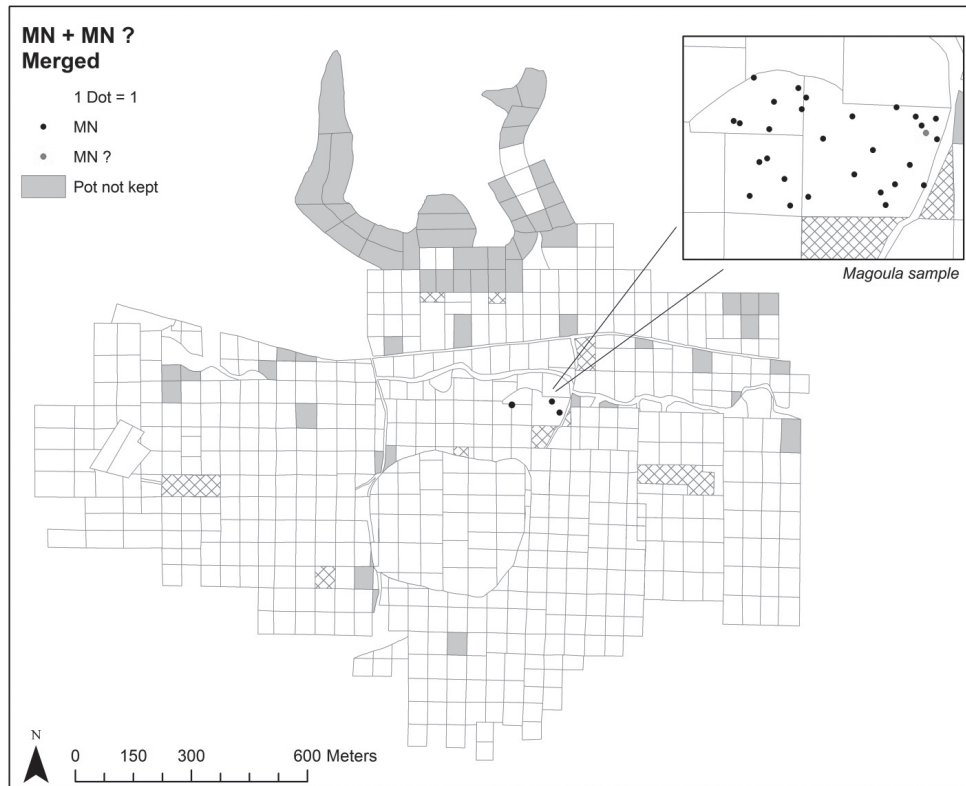 MN + MN ?
Merged
1 Dot = 1
MN
MN ?
Pot not kept
Magoula sample
N
0 150 300 600 Meters